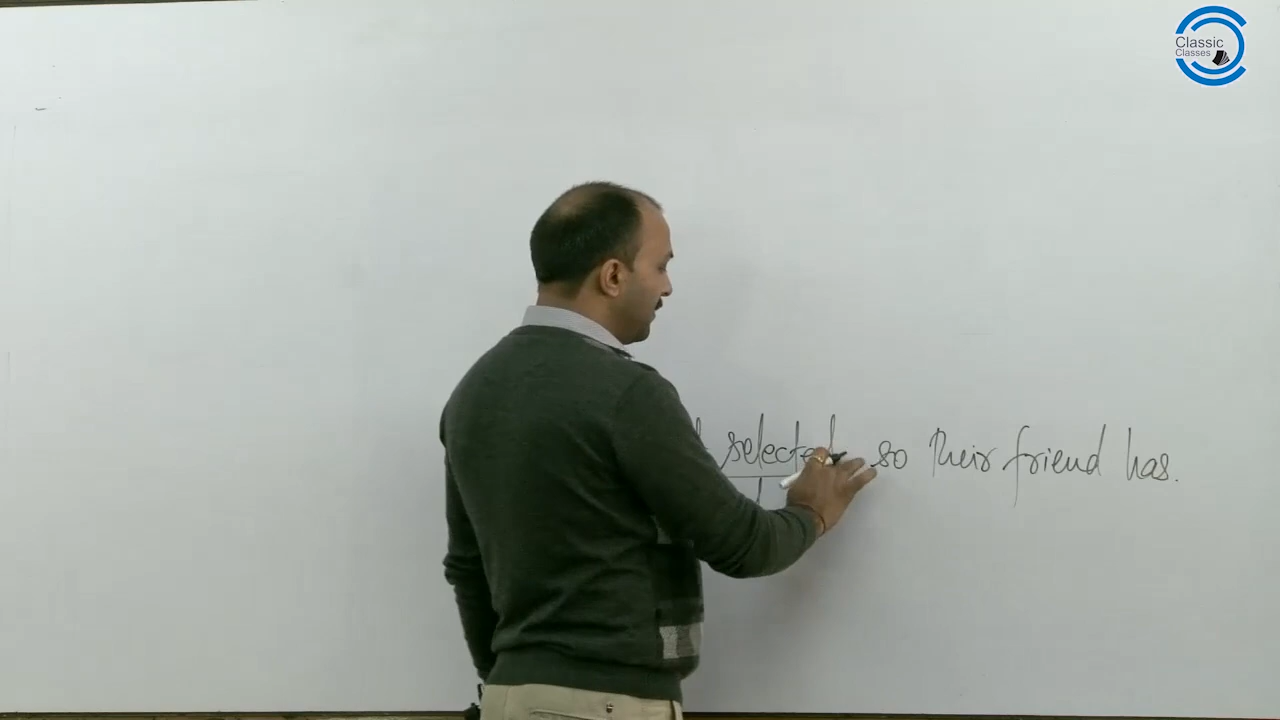 Classic
Classes
selected so their friend has.